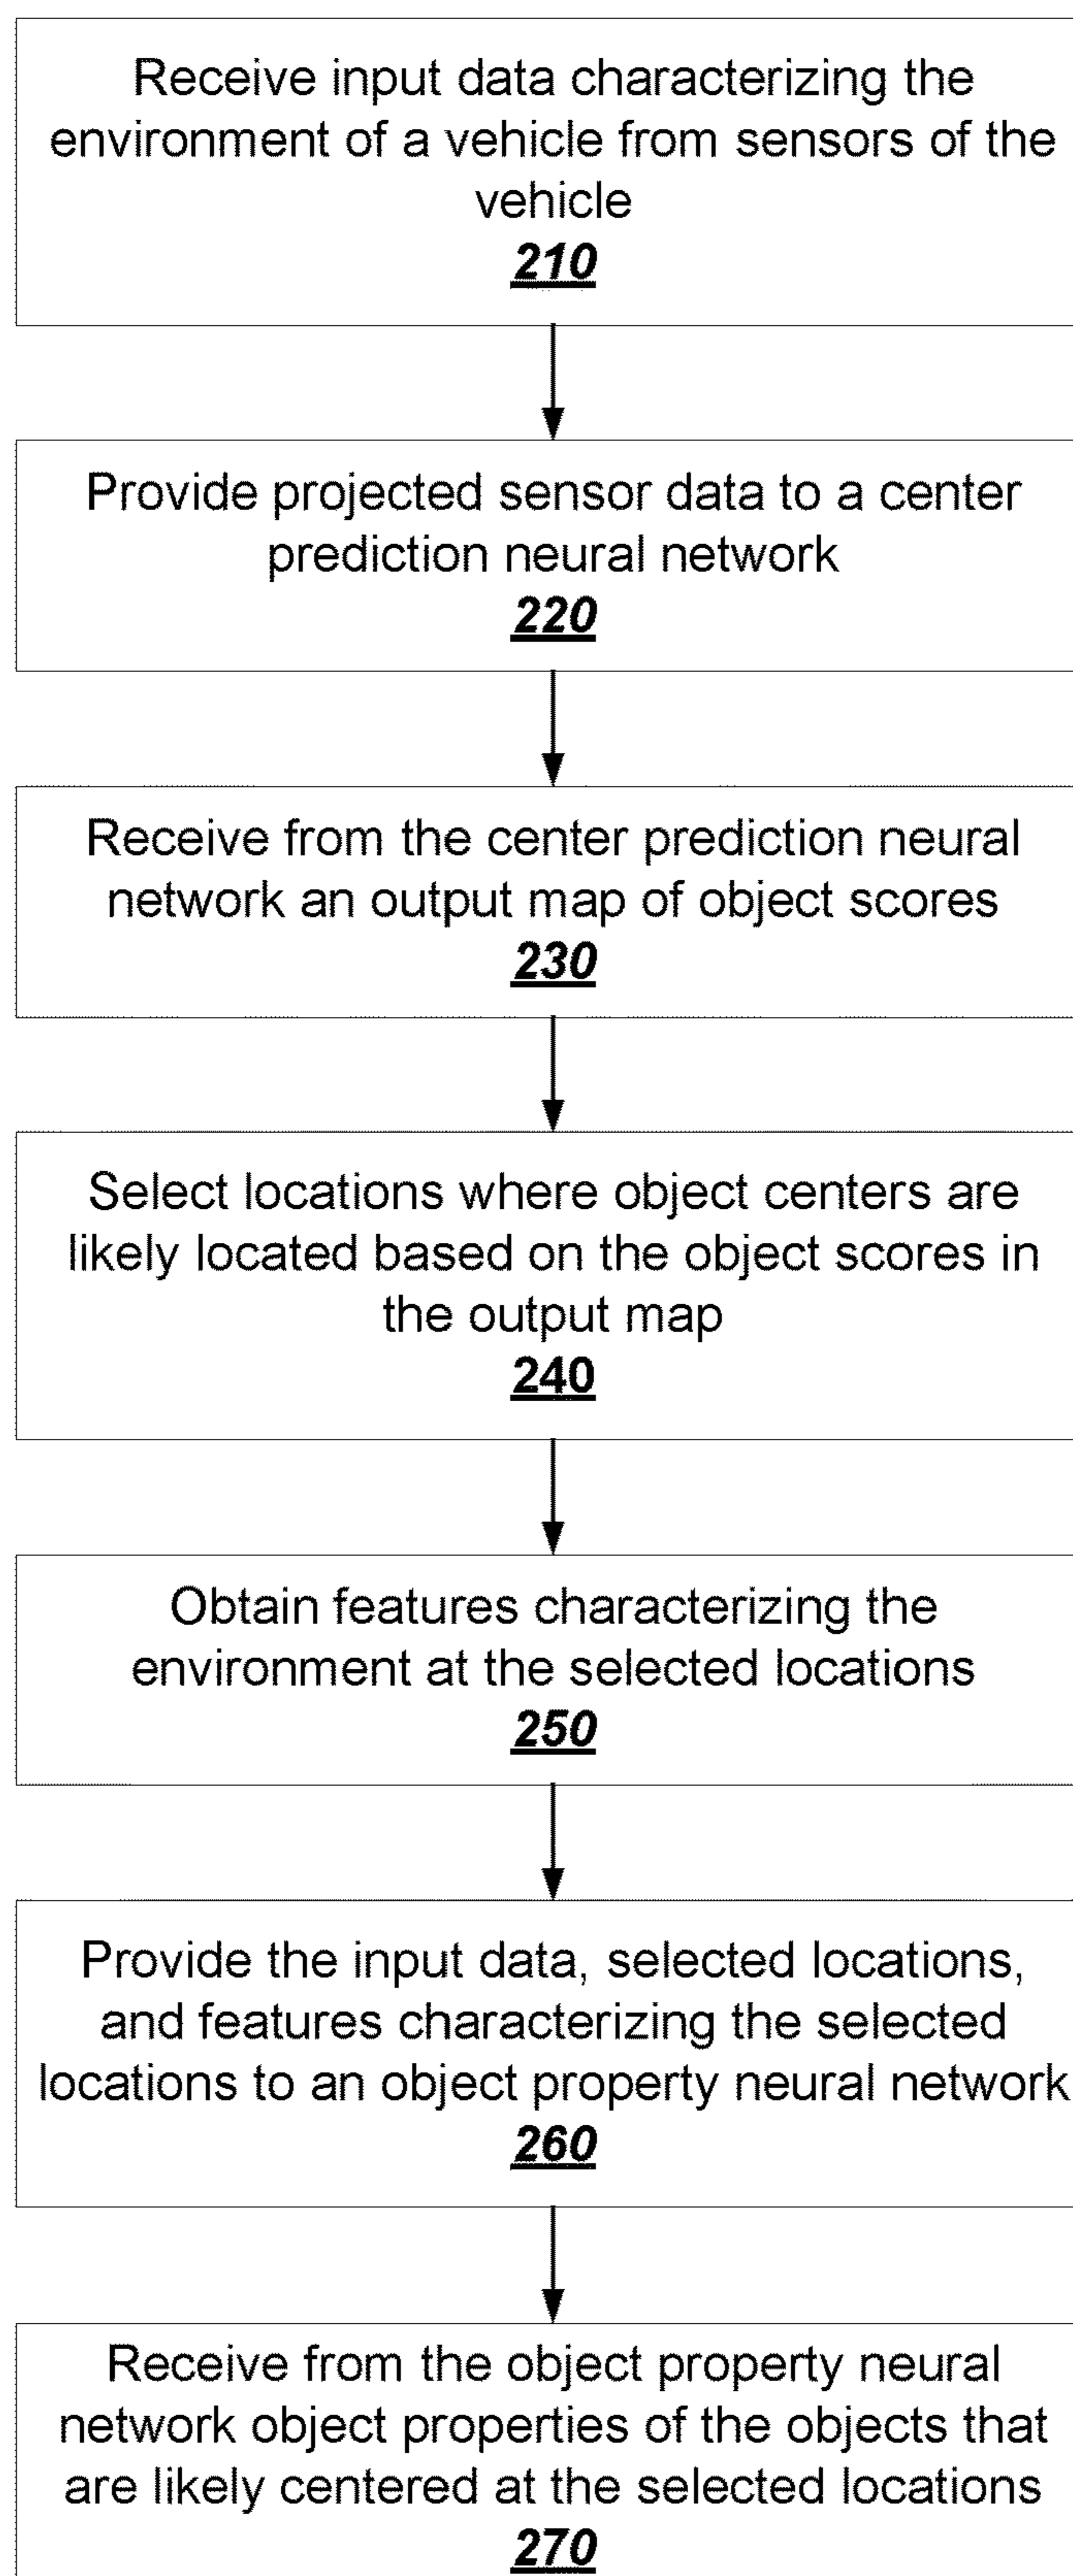 Receive input data characterizing the
environment of a vehicle from sensors of the
vehicle
210
Provide projected sensor data to a center
prediction neural network
220
Receive from the center prediction neural
network an output map of object scores
230
Select locations where object centers are
likely located based on the object scores in
the output map
240
Obtain features characterizing the
environment at the selected locations
250
Provide the input data, selected locations,
and features characterizing the selected
locations to an object property neural network
260
Receive from the object property neural
network object properties of the objects that
are likely centered at the selected locations
270